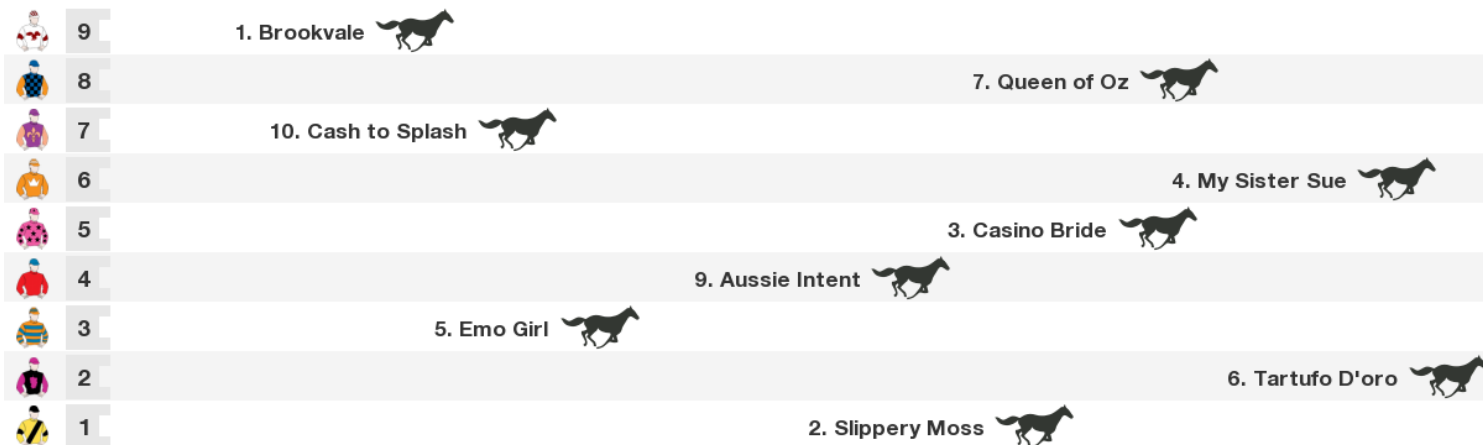 9 1. Brookvale
8 7. Queen of Oz
7 10. Cash to Splash
6 4. My Sister Sue
5 3. Casino Bride
4 9. Aussie Intent
3 5. Emo Girl
2 6. Tartufo D'oro
1 2. Slippery Moss